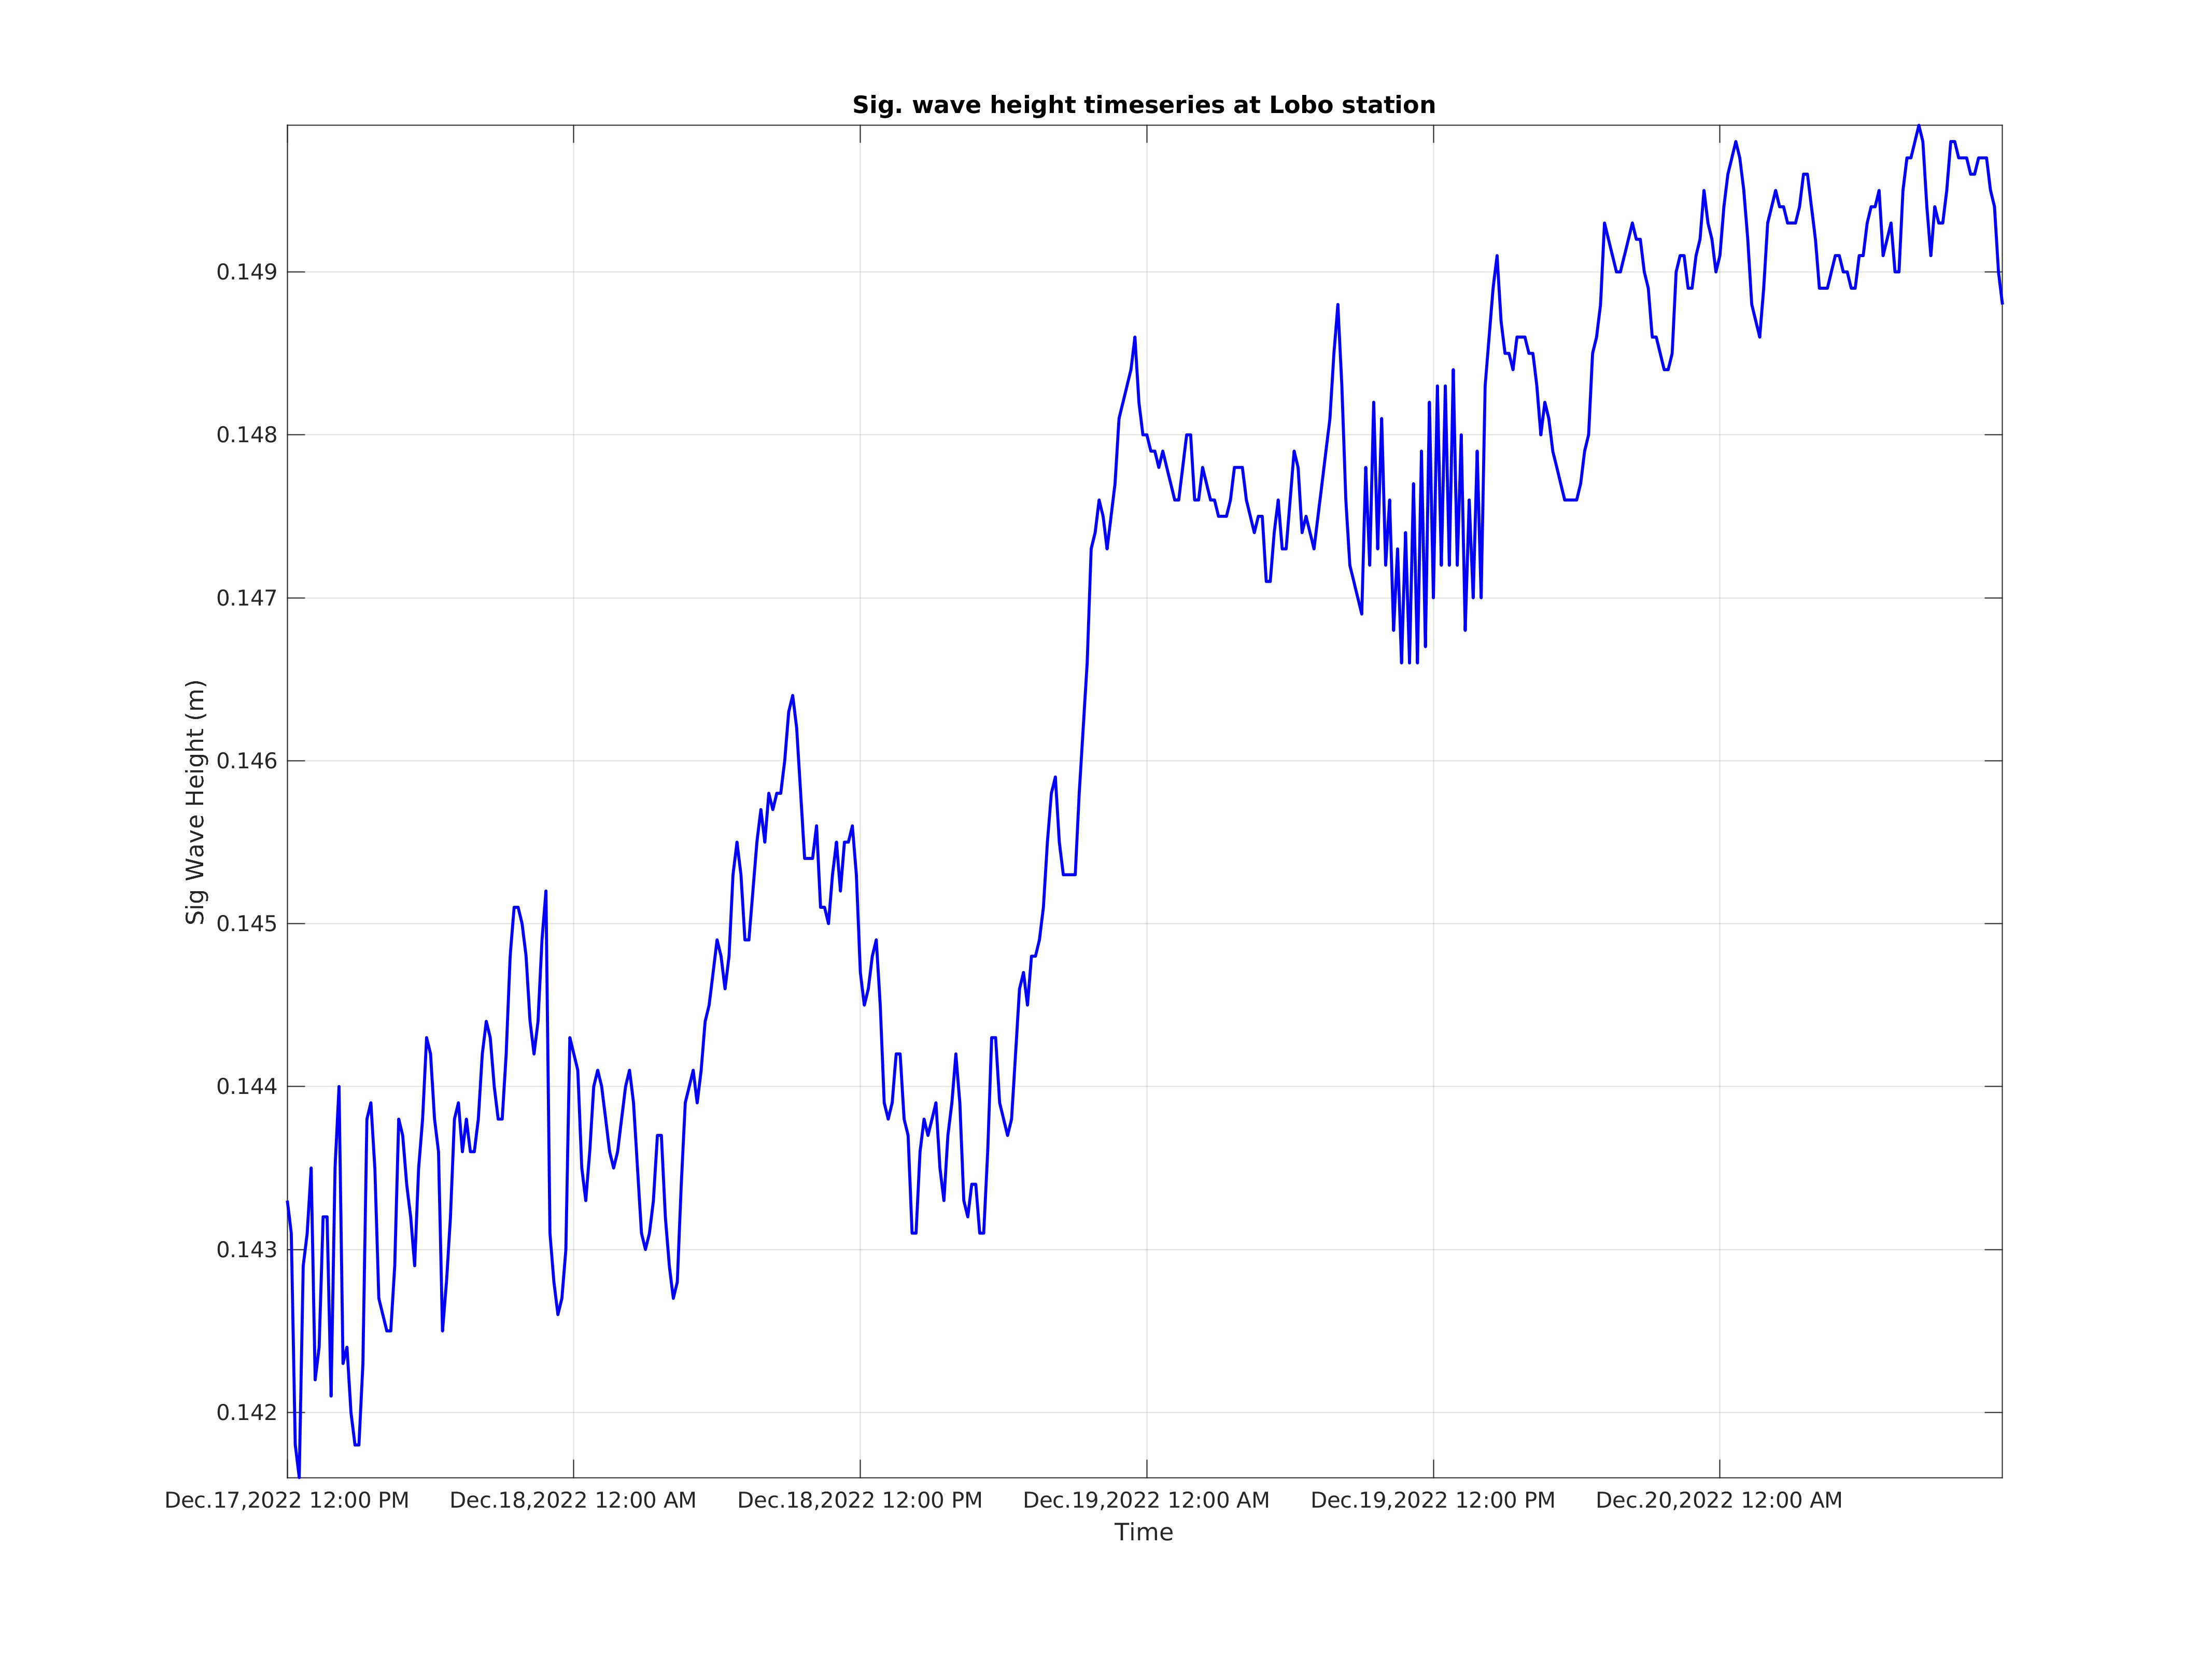 Sig. wave height timeseries at Lobo station
0.149
0.148
0.147
0.146
0.145
0.144
0.143
0.142
Sig Wave Height (m)
Dec.17,2022 12:00 PM Dec.18,2022 12:00 AM Dec.18,2022 12:00 PM Dec.19,2022 12:00 AM Dec.19,2022 12:00 PM Dec.20,2022 12:00 AM
Time